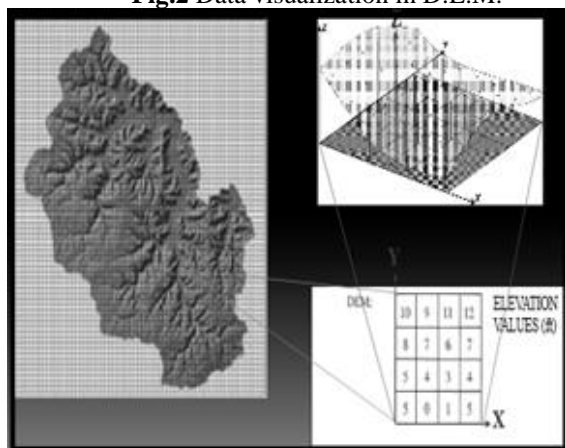 Fig.2 Data visualization in D.E.M.
Y
DEM: ELEVATION
VALUES (ft)
10 9 11 12
8 7 6 7
5 4 3 4
5 0 1 5
X